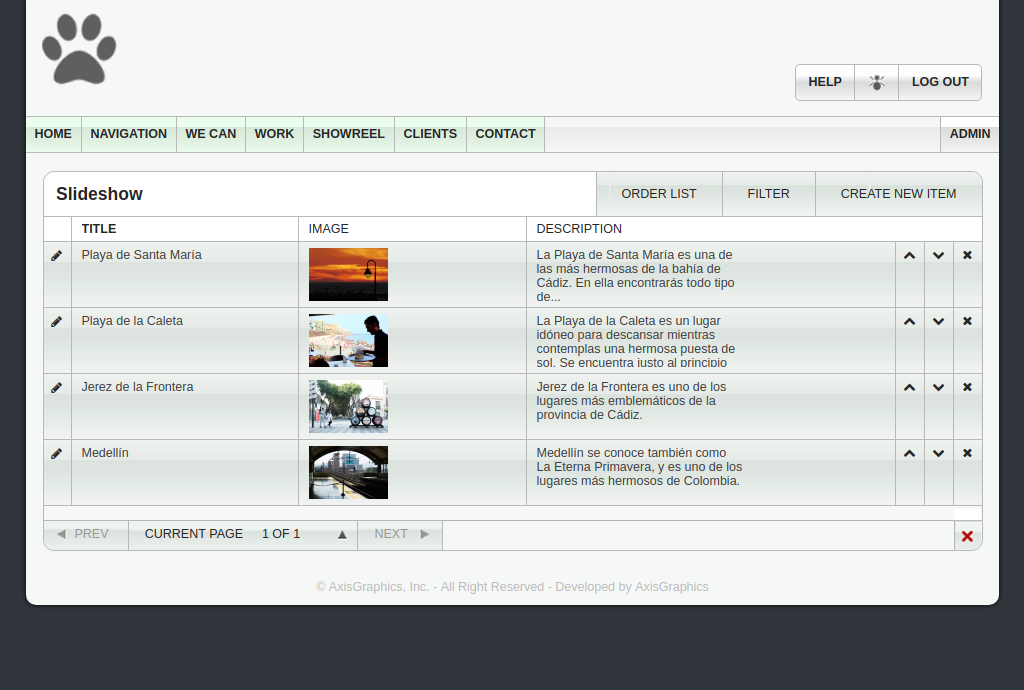 HELP LOG OUT
HOME NAVIGATION WE CAN WORK SHOWREEL CLIENTS CONTACT ADMIN
Slideshow ORDER LIST FILTER CREATE NEW ITEM
TITLE IMAGE DESCRIPTION
Playa de Santa María
La Playa de Santa María es una de
las más hermosas de la bahía de
Cádiz. En ella encontrarás todo tipo
de...
Playa de la Caleta
La Playa de la Caleta es un lugar
idóneo para descansar mientras
contemplas una hermosa puesta de
sol. Se encuentra justo al principio
Jerez de la Frontera
Jerez de la Frontera es uno de los
lugares más emblemáticos de la
provincia de Cádiz.
Medellín
Medellín se conoce también como
La Eterna Primavera, y es uno de los
lugares más hermosos de Colombia.
PREV CURRENT PAGE 1 OF 1 NEXT
© AxisGraphics, Inc. - All Right Reserved - Developed by AxisGraphics